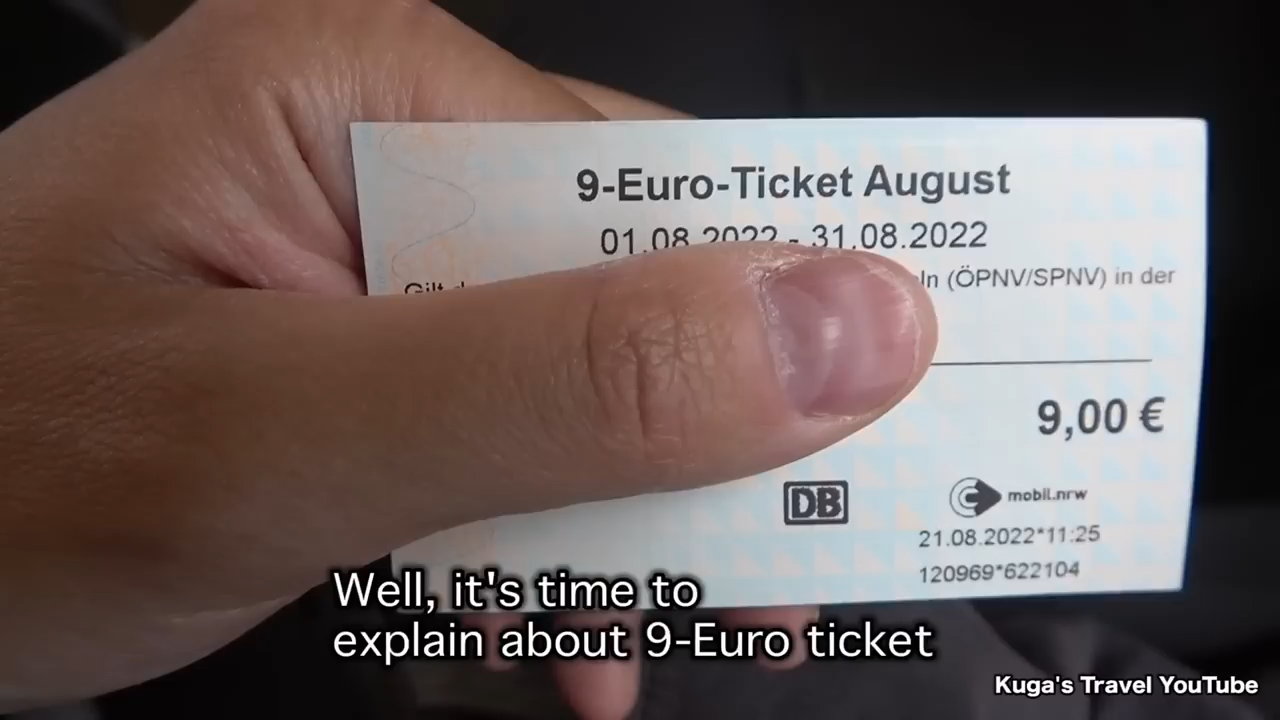 9-Euro-Ticket August
01.08.2022 - 31.08.2022
(ÖPNV/SPNV) in der
9,00 €
DB
mobil.nrw
21.08.2022*11:25
120969*622104
Well, it's time to
explain about 9-Euro ticket
Kuga's Travel YouTube